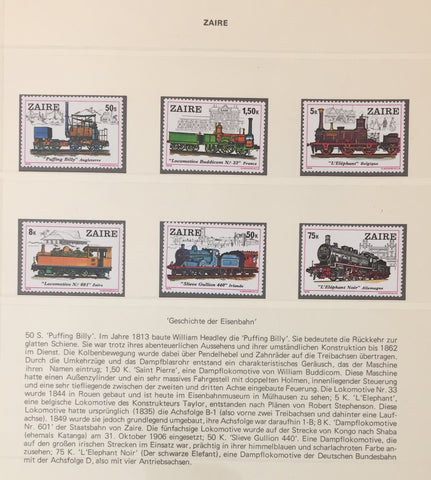 ZAIRE
ZAIRE 50s
"Puffing Billy" Angleterre
ZAIRE 1,50K
"Locomotive Buddicom N.º 33" France
5K ZAIRE
"L'Eléphant" Belgique
8K ZAIRE
"Locomotive N.º 601" Zaïre
ZAIRE 50K
"Slieve Gullion 440" Irlande
75K ZAIRE
"L'Eléphant Noir" Allemagne
'Geschichte der Eisenbahn'
50 S. 'Puffing Billy'. Im Jahre 1813 baute William Headley die 'Puffing Billy'. Sie bedeutete die Rückkehr zur
glatten Schiene. Sie war trotz ihres abenteuerlichen Aussehens und ihrer umständlichen Konstruktion bis 1862
im Dienst. Die Kolbenbewegung wurde dabei über Pendelhebel und Zahnräder auf die Treibachsen übertragen.
Durch die Umkehrzüge und das Dampfblasrohr entstand ein charakteristisches Geräusch, das der Maschine
ihren Namen eintrug; 1,50 K. 'Saint Pierre', eine Dampflokomotive von William Buddicom. Diese Maschine
hatte einen Außenzylinder und ein sehr massives Fahrgestell mit doppelten Holmen, innenliegender Steuerung
und eine sehr tiefliegende zwischen der zweiten und dritten Achse eingebaute Feuerung. Die Lokomotive Nr. 33
wurde 1844 in Rouen gebaut und ist heute im Eisenbahnmuseum in Mülhausen zu sehen; 5 K. 'L'Elephant',
eine belgische Lokomotive des Konstrukteurs Taylor, entstanden nach Plänen von Robert Stephenson. Diese
Lokomotive hatte ursprünglich (1835) die Achsfolge B-1 (also vorne zwei Treibachsen und dahinter eine Lauf-
achse). 1849 wurde sie jedoch grundlegend umgebaut, ihre Achsfolge war daraufhin 1-B; 8 K. 'Dampflokomotive
Nr. 601' der Staatsbahn von Zaire. Die fünfachsige Lokomotive wurde an der Strecke von Kongo nach Shaba
(ehemals Katanga) am 31. Oktober 1906 eingesetzt; 50 K. 'Slieve Gullion 440'. Eine Dampflokomotive, die
auf den irischen großen Strecken im Einsatz war, prächtig in ihrer himmelblauen und scharlachroten Farbe an-
zusehen; 75 K. 'L'Elephant Noir' (Der schwarze Elefant), eine Dampflokomotive der Deutschen Bundesbahn
mit der Achsfolge D, also mit vier Antriebsachsen.